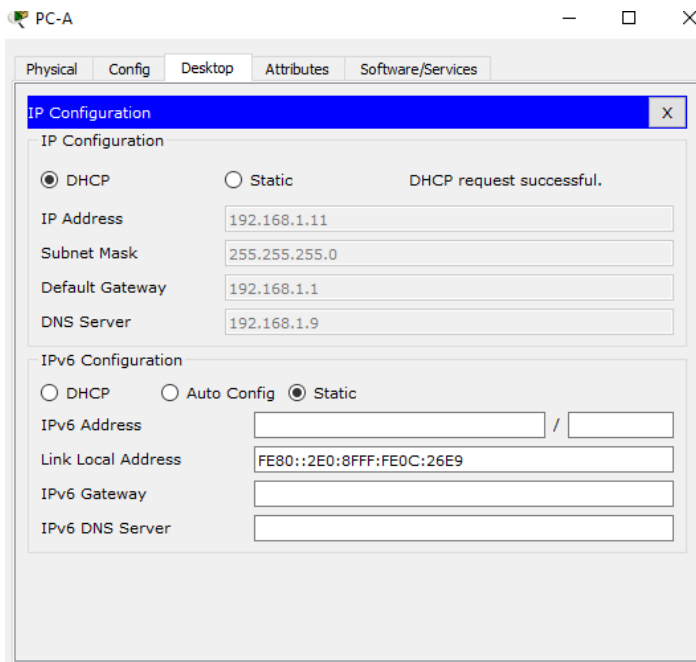 PC-A
Physical Config Desktop Attributes Software/Services
IP Configuration X
IP Configuration
DHCP Static DHCP request successful.
IP Address 192.168.1.11
Subnet Mask 255.255.255.0
Default Gateway 192.168.1.1
DNS Server 192.168.1.9
IPv6 Configuration
DHCP Auto Config Static
IPv6 Address /
Link Local Address FE80::2E0:8FFF:FE0C:26E9
IPv6 Gateway
IPv6 DNS Server